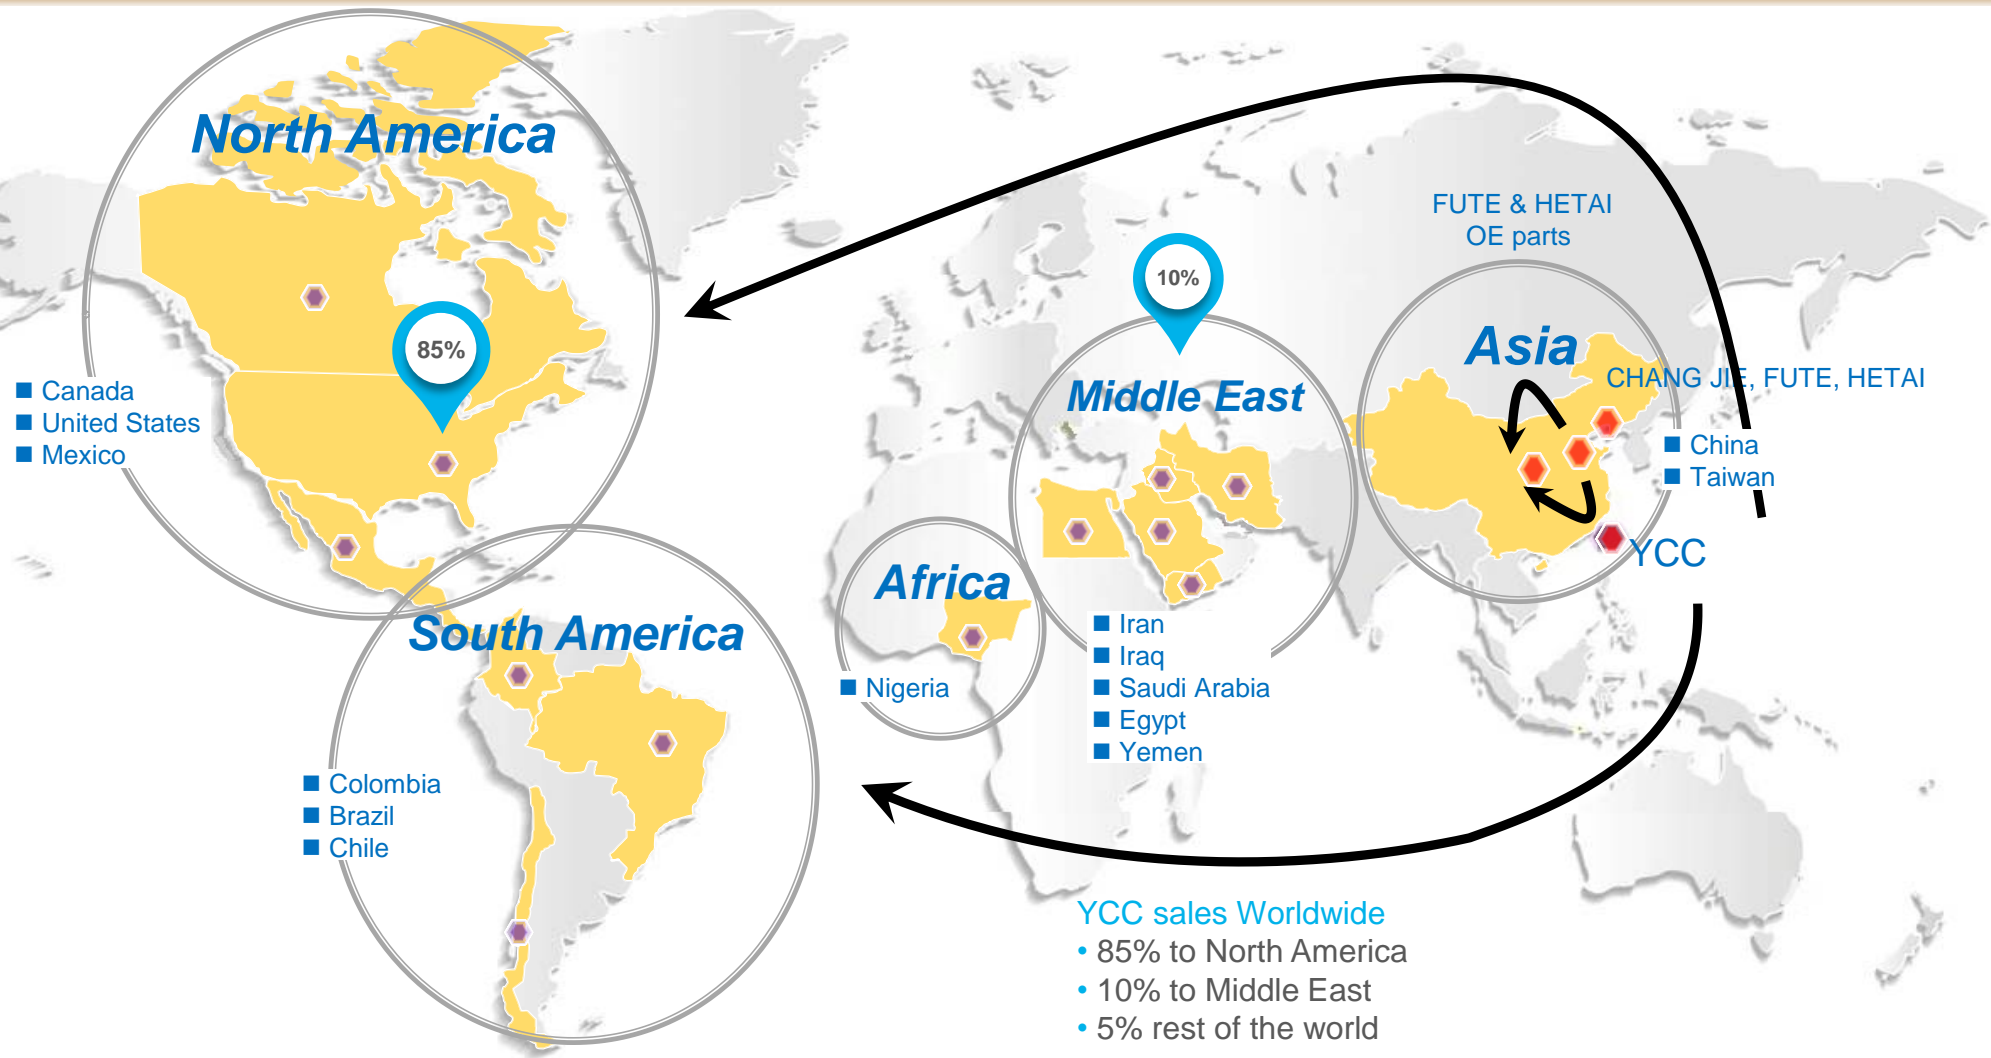 North America
85%
Canada
United States
Mexico
South America
Colombia
Brazil
Chile
Africa
Nigeria
10%
Middle East
Iran
Iraq
Saudi Arabia
Egypt
Yemen
FUTE & HETAI
OE parts
Asia
CHANG JIE, FUTE, HETAI
China
Taiwan
YCC
YCC sales Worldwide
• 85% to North America
• 10% to Middle East
• 5% rest of the world